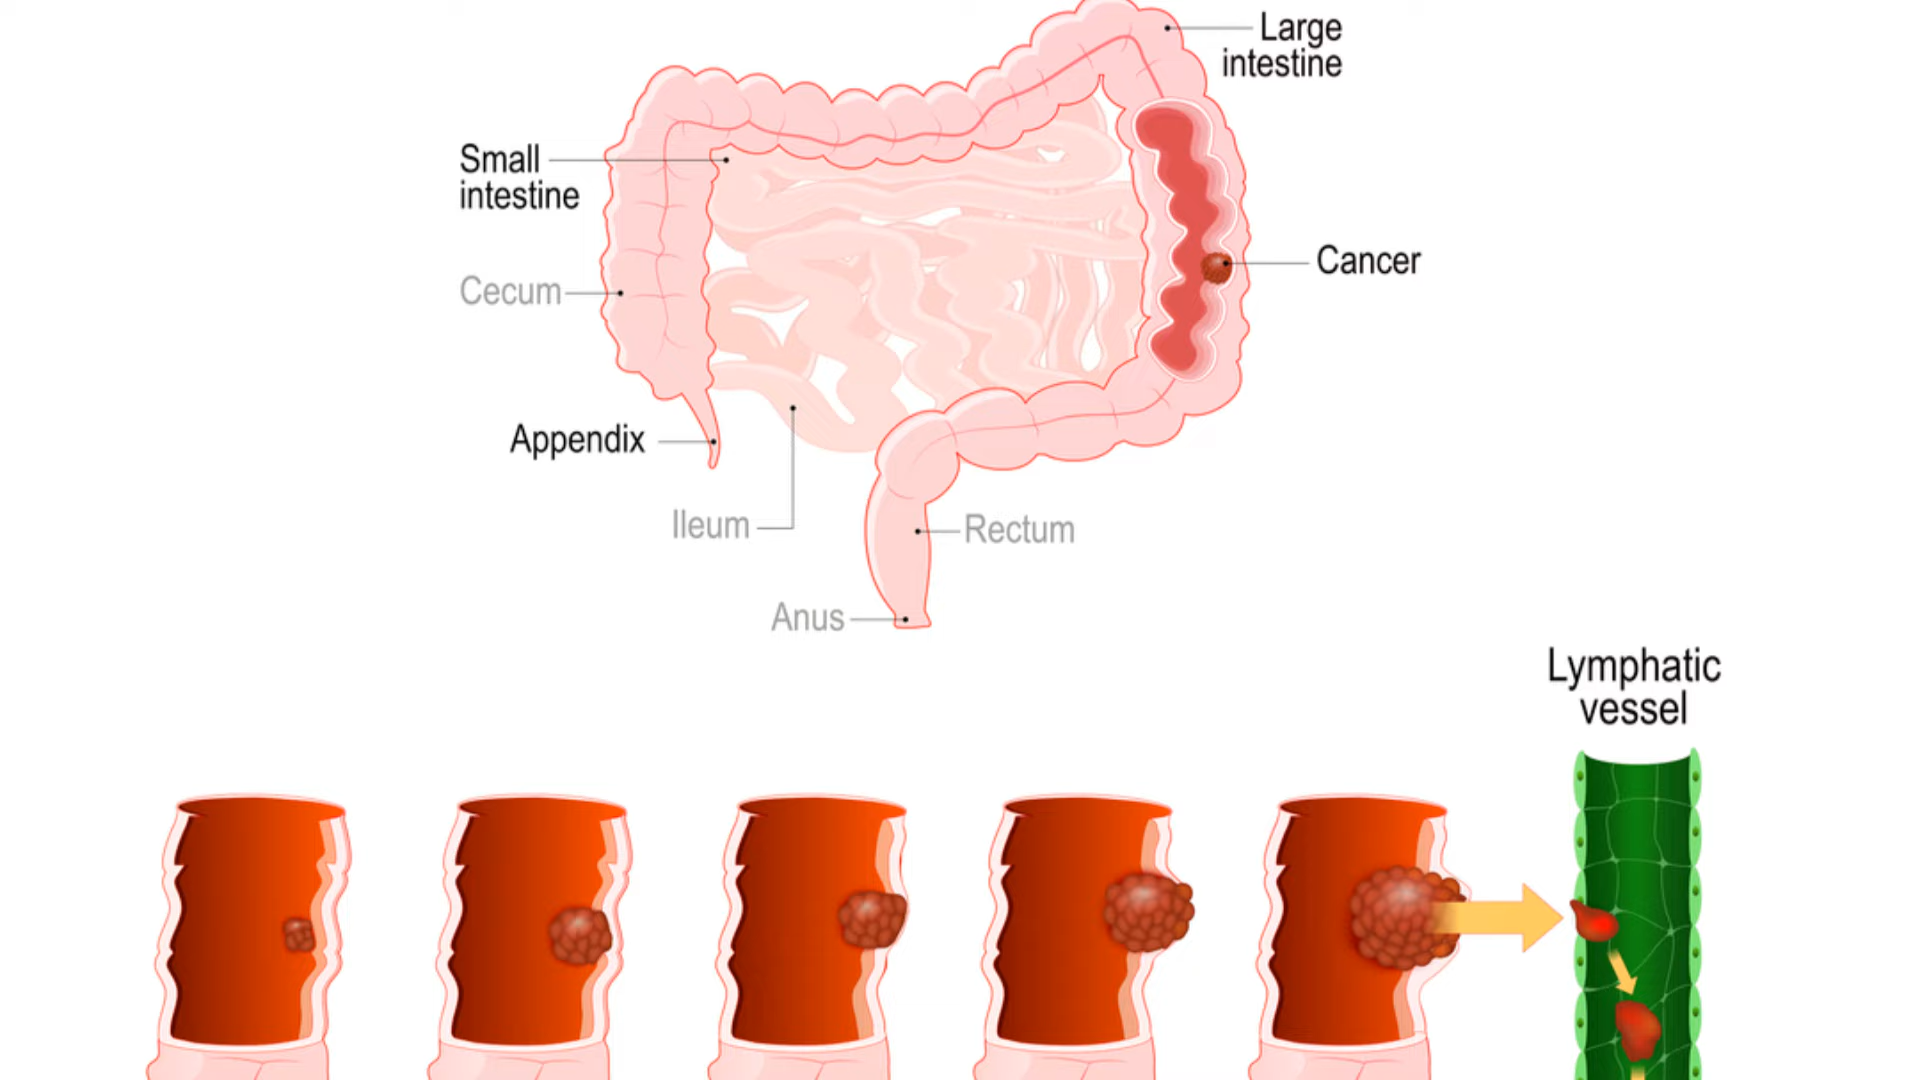 Large
intestine
Small
intestine
Cancer
Cecum
Appendix
Ileum
Rectum
Anus
Lymphatic
vessel